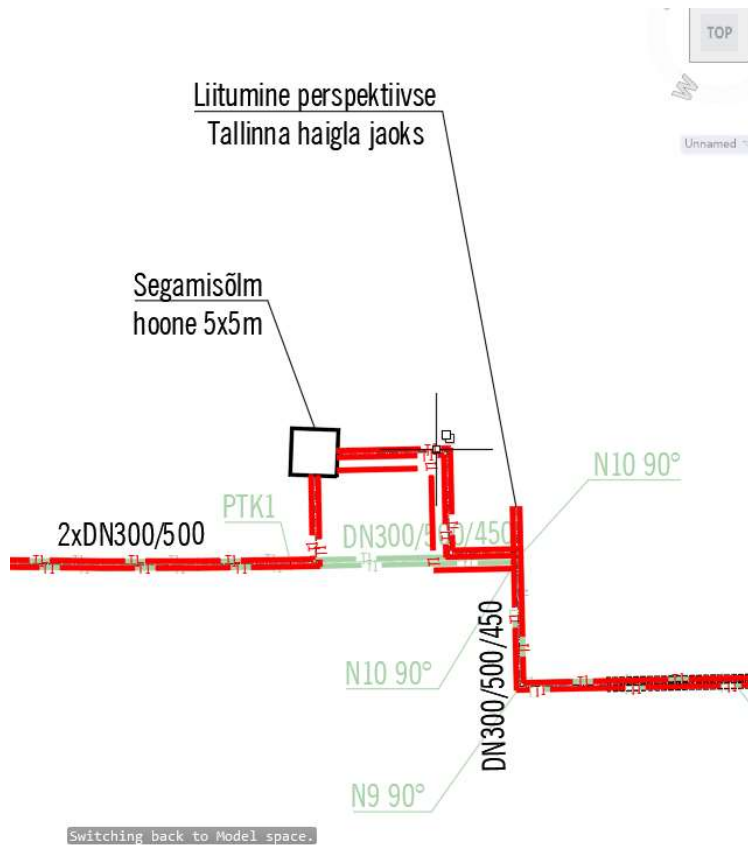 TOP
W
Unnamed
Liitumine perspektiivse
Tallinna haigla jaoks
Segamisõlm
hoone 5x5m
N10 90°
PTK1
2xDN300/500
DN300/500/450
DN300/500/450
N10 90°
N9 90°
Switching back to Model space.